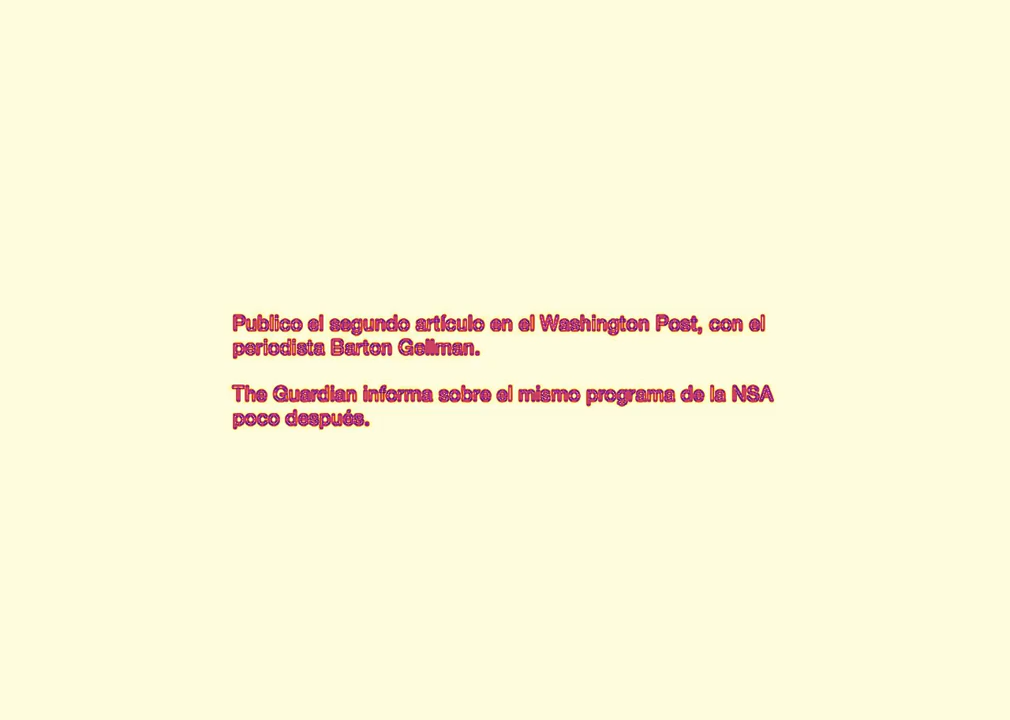 Publico el segundo artículo en el Washington Post, con el
periodista Barton Gellman.
The Guardian informa sobre el mismo programa de la NSA
poco después.